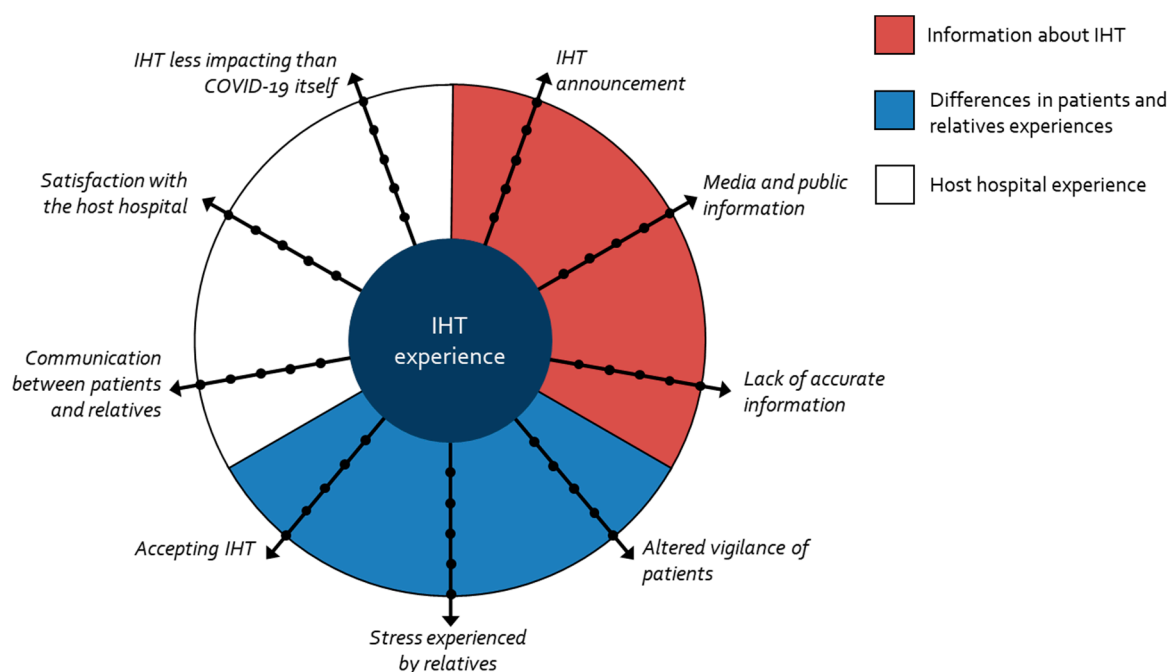 IHT less impacting than
COVID-19 itself
IHT
announcement
Information about IHT
Differences in patients and
relatives experiences
Host hospital experience
Satisfaction with
the host hospital
Media and public
information
IHT
experience
Communication
between patients
and relatives
Lack of accurate
information
Accepting IHT
Altered vigilance of
patients
Stress experienced
by relatives